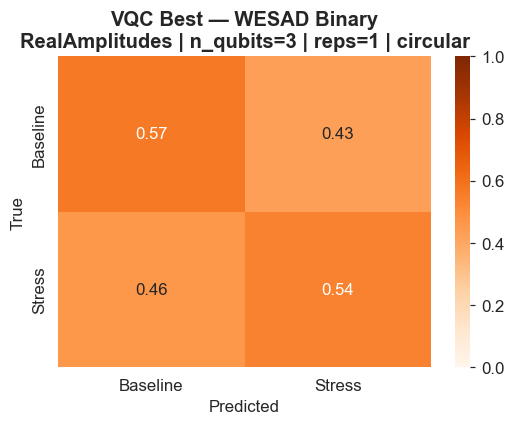 VQC Best — WESAD Binary
RealAmplitudes | n_qubits=3 | reps=1 | circular
True
Baseline
Stress
0.57
0.43
0.46
0.54
Baseline
Stress
Predicted
1.0
0.8
0.6
0.4
0.2
0.0